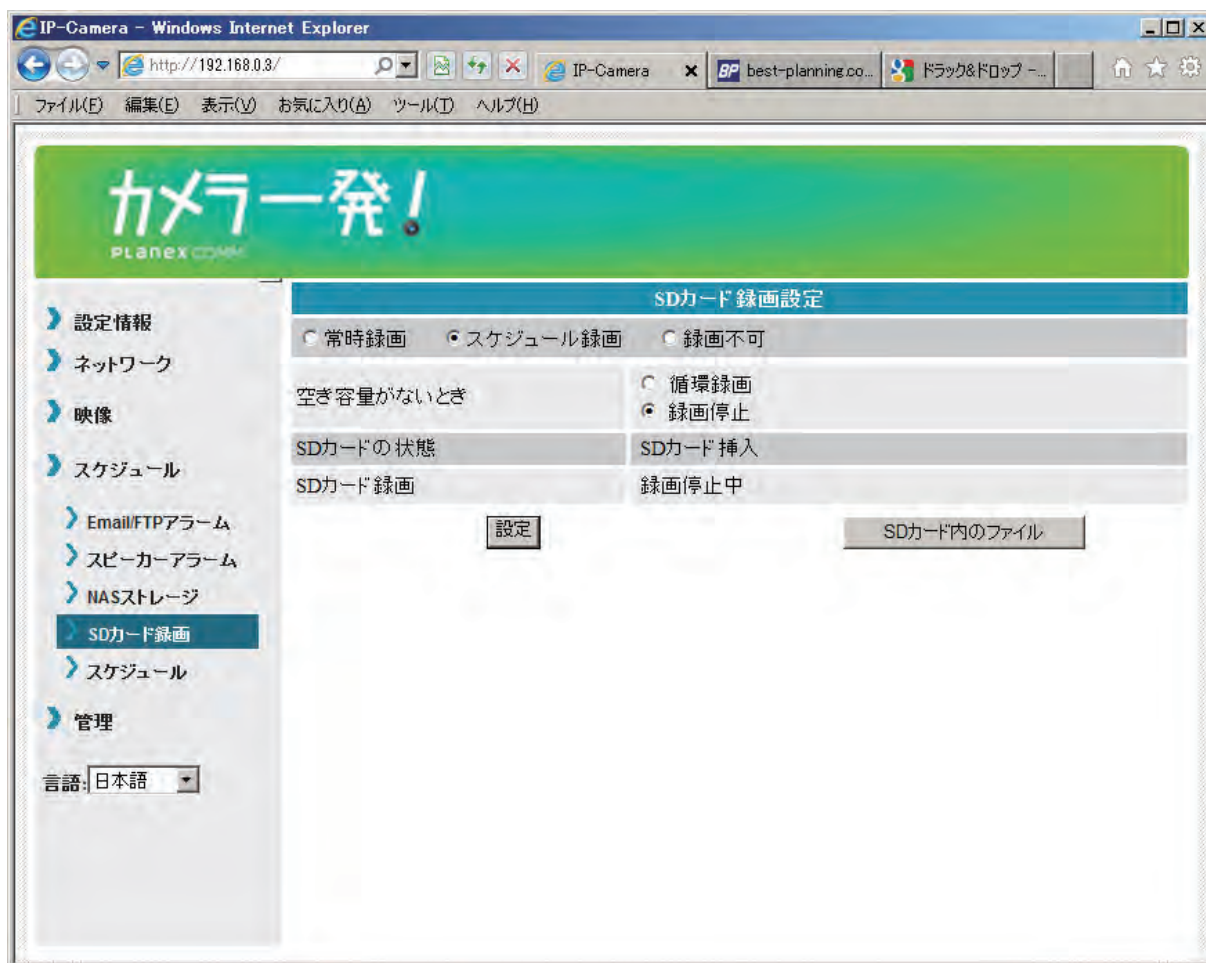 IP-Camera - Windows Internet Explorer
http://192.168.0.3/
IP-Camera
BP best-planning.co...
ドラック&ドロップ -...
ファイル(F) 編集(E) 表示(V) お気に入り(A) ツール(T) ヘルプ(H)
カメラ一発!
PLANEX COMM
設定情報
ネットワーク
映像
スケジュール
Email/FTPアラーム
スピーカーアラーム
NASストレージ
SDカード録画
スケジュール
管理
言語: 日本語
SDカード録画設定
常時録画 スケジュール録画 録画不可
空き容量がないとき
循環録画
録画停止
SDカードの状態 SDカード挿入
SDカード録画 録画停止中
設定 SDカード内のファイル